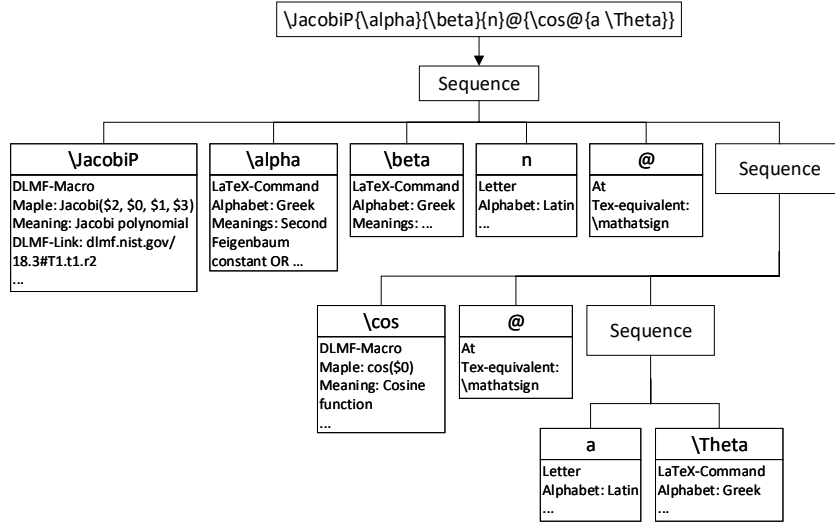 \JacobiP{\alpha}{\beta}{n}@{\cos@{a \Theta}}
Sequence
\JacobiP
DLMF-Macro
Maple: Jacobi($2, $0, $1, $3)
Meaning: Jacobi polynomial
DLMF-Link: dlmf.nist.gov/
18.3#T1.t1.r2
...
\alpha
LaTeX-Command
Alphabet: Greek
Meanings: Second
Feigenbaum
constant OR ...
\beta
LaTeX-Command
Alphabet: Greek
Meanings: ...
n
Letter
Alphabet: Latin
...
@
At
Tex-equivalent:
\mathatsign
Sequence
\cos
DLMF-Macro
Maple: cos($0)
Meaning: Cosine
function
...
@
At
Tex-equivalent:
\mathatsign
Sequence
a
Letter
Alphabet: Latin
...
\Theta
LaTeX-Command
Alphabet: Greek
...